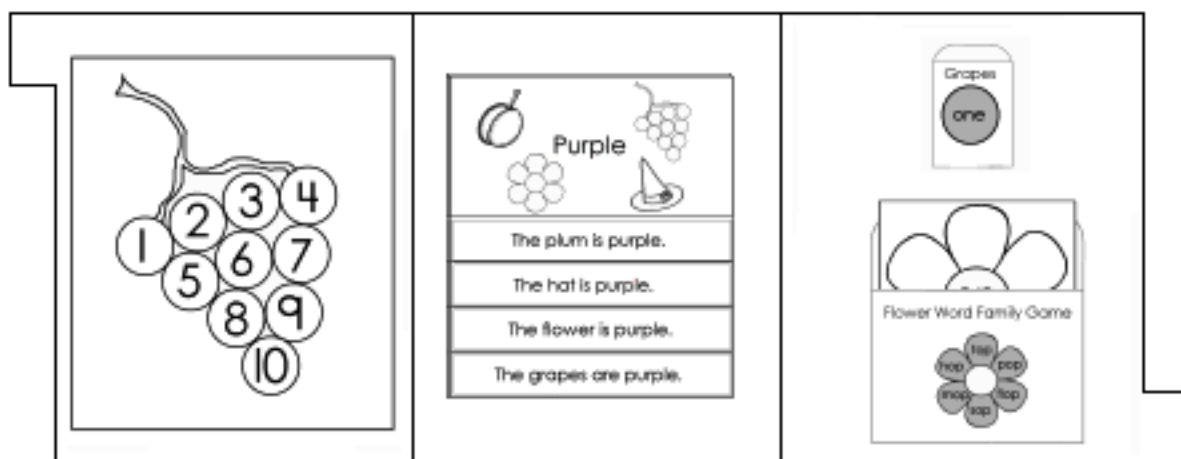 1
2
3
4
5
6
7
8
9
10
Purple
The plum is purple.
The hat is purple.
The flower is purple.
The grapes are purple.
Grapes
one
Flower Word Family Game
top
hop
pop
mop
flop